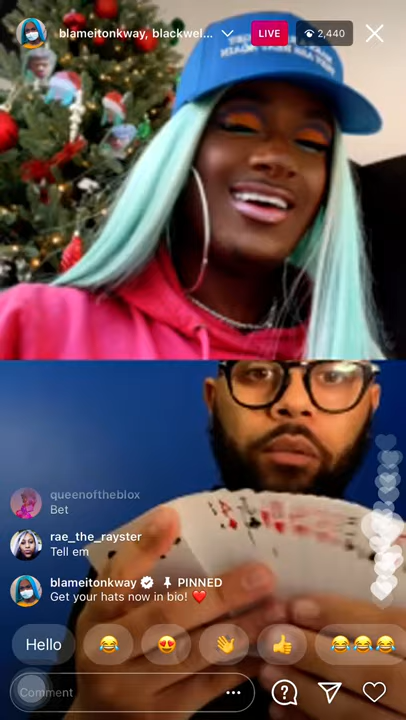 blameitonkway, blackwel...
LIVE
2,440
queenoftheblox
Bet
rae_the_rayster
Tell em
blameitonkway PINNED
Get your hats now in bio! ❤️
Hello
Comment